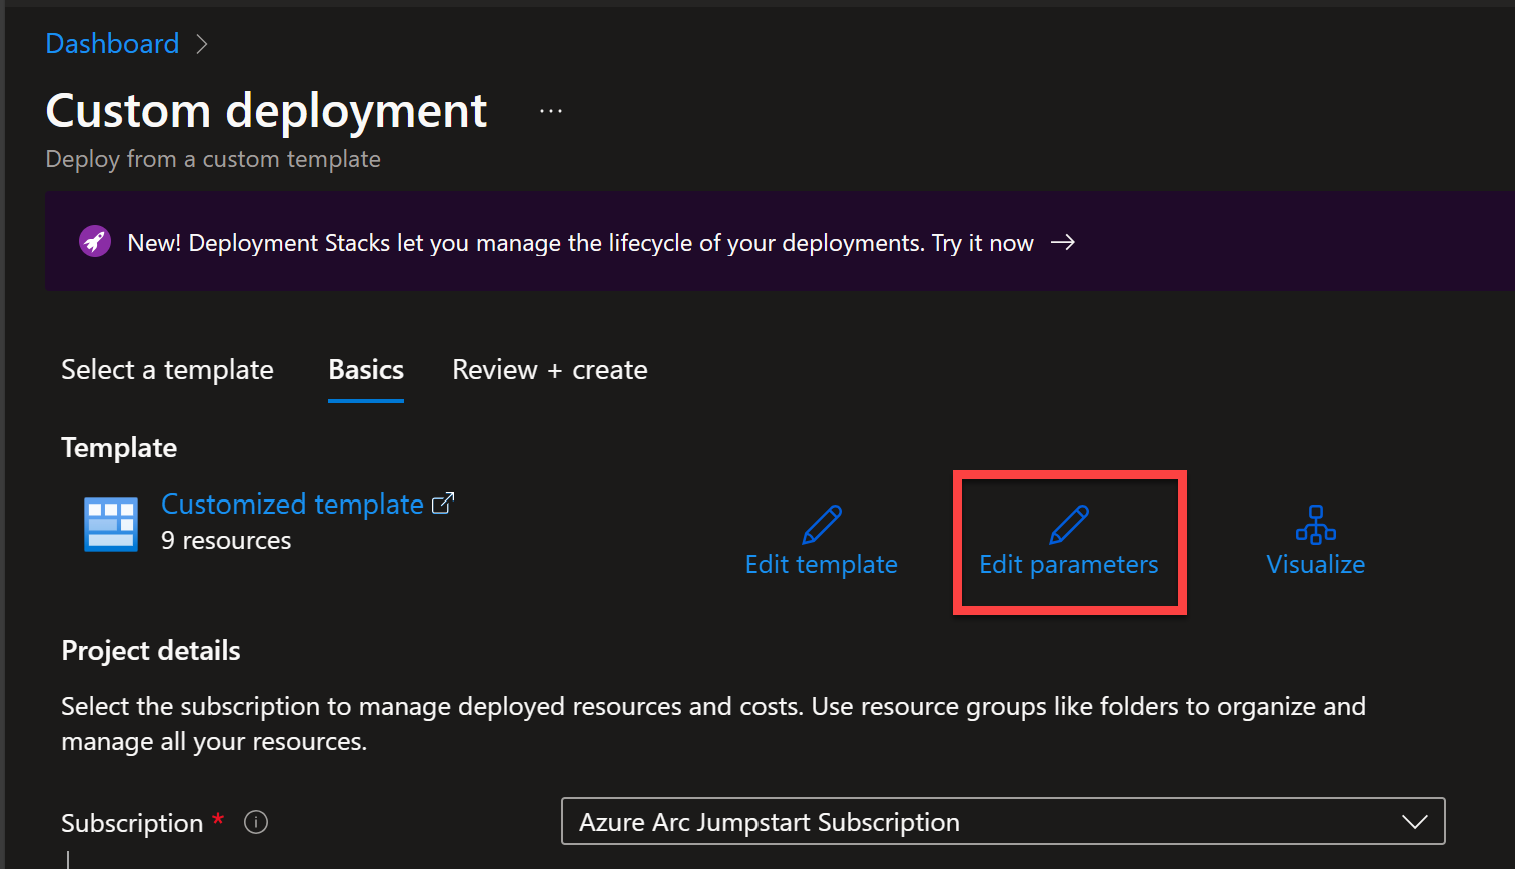 Dashboard
Custom deployment ...
Deploy from a custom template
New! Deployment Stacks let you manage the lifecycle of your deployments. Try it now →
Select a template Basics Review + create
Template
Customized template
9 resources
Edit template Edit parameters Visualize
Project details
Select the subscription to manage deployed resources and costs. Use resource groups like folders to organize and
manage all your resources.
Subscription * Azure Arc Jumpstart Subscription